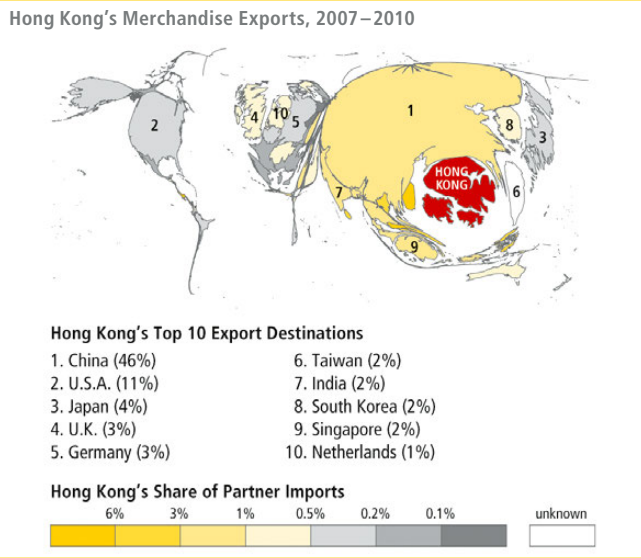 Hong Kong's Merchandise Exports, 2007–2010
1
2
3
4
10
5
8
HONG
KONG
6
7
9
Hong Kong's Top 10 Export Destinations
1. China (46%)
2. U.S.A. (11%)
3. Japan (4%)
4. U.K. (3%)
5. Germany (3%)
6. Taiwan (2%)
7. India (2%)
8. South Korea (2%)
9. Singapore (2%)
10. Netherlands (1%)
Hong Kong's Share of Partner Imports
6% 3% 1% 0.5% 0.2% 0.1% unknown